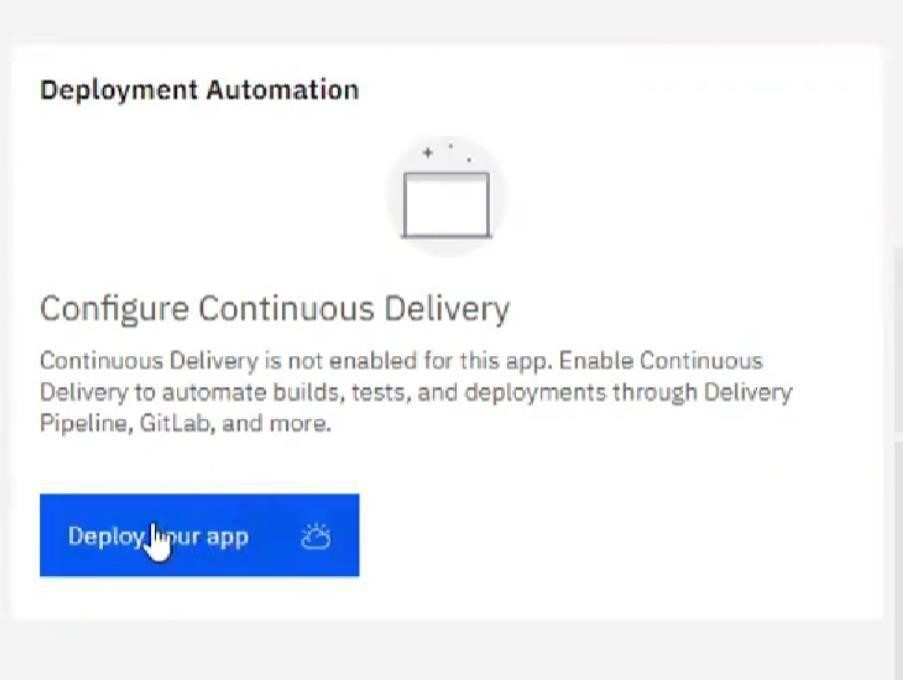 Deployment Automation
Configure Continuous Delivery
Continuous Delivery is not enabled for this app. Enable Continuous
Delivery to automate builds, tests, and deployments through Delivery
Pipeline, GitLab, and more.
Deploy your app